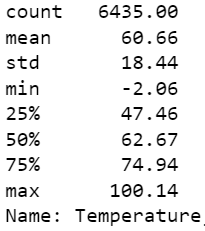 count 6435.00
mean 60.66
std 18.44
min -2.06
25% 47.46
50% 62.67
75% 74.94
max 100.14
Name: Temperature,